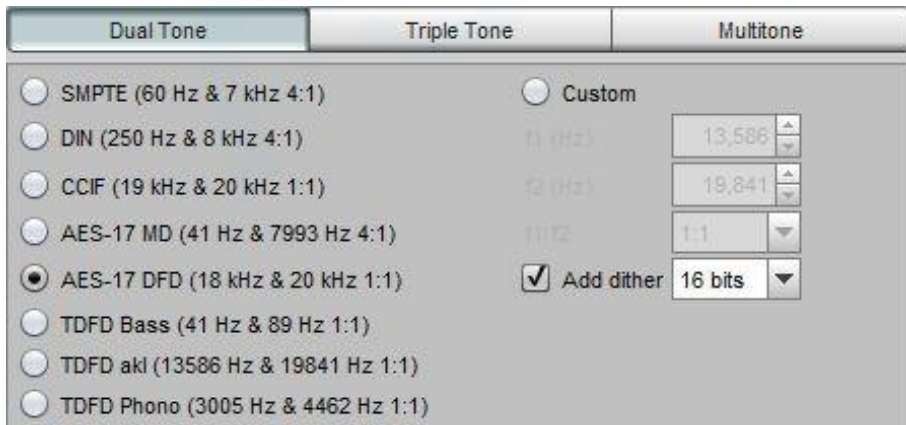 Dual Tone Triple Tone Multitone
SMPTE (60 Hz & 7 kHz 4:1) Custom
DIN (250 Hz & 8 kHz 4:1) f1 (Hz) 13,586
CCIF (19 kHz & 20 kHz 1:1) f2 (Hz) 19,841
AES-17 MD (41 Hz & 7993 Hz 4:1) f1:f2 1:1
AES-17 DFD (18 kHz & 20 kHz 1:1) Add dither 16 bits
TDFD Bass (41 Hz & 89 Hz 1:1)
TDFD akl (13586 Hz & 19841 Hz 1:1)
TDFD Phono (3005 Hz & 4462 Hz 1:1)